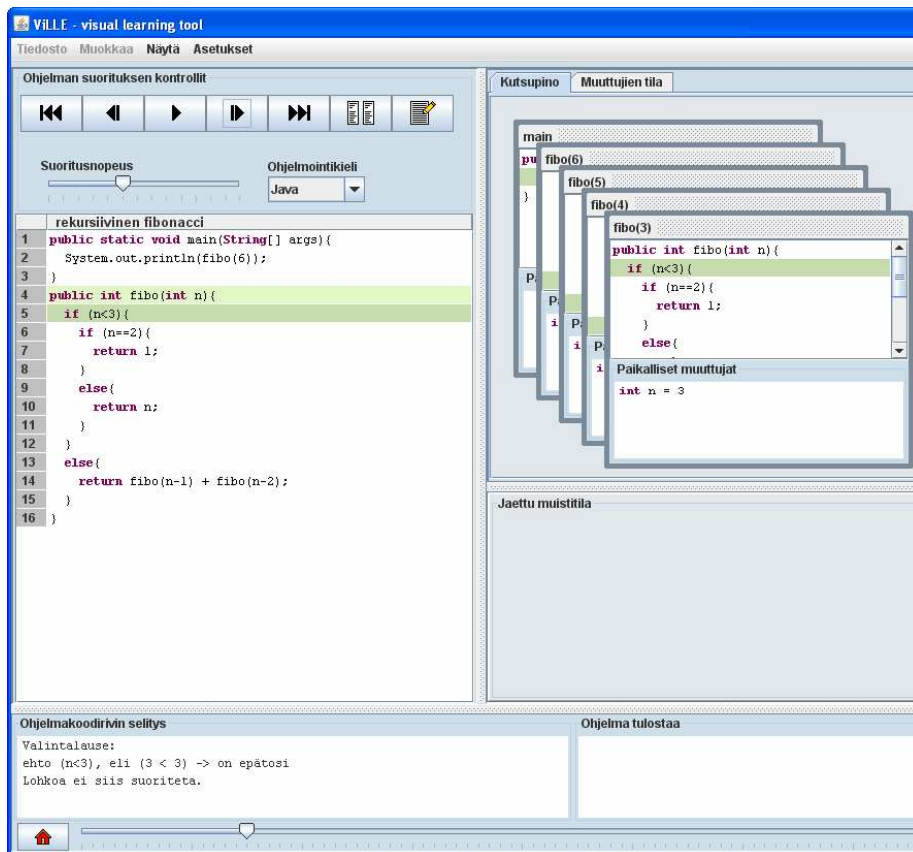 ViLLE - visual learning tool
Tiedosto Muokkaa Näytä Asetukset
Ohjelman suorituksen kontrollit
Suoritusnopeus
Ohjelmointikieli
Java
rekursiivinen fibonacci
1 public static void main(String[] args){
2 System.out.println(fibo(6));
3 }
4 public int fibo(int n){
5 if (n<3){
6 if (n==2){
7 return 1;
8 }
9 else{
10 return n;
11 }
12 }
13 else{
14 return fibo(n-1) + fibo(n-2);
15 }
16 }
Kutsupino Muuttujien tila
main
pu
}
fibo(6)
fibo(5)
fibo(4)
fibo(3)
public int fibo(int n){
if (n<3){
if (n==2){
return 1;
}
else{
Pa
Pa
i
Pa
i
Pa
i
Paikalliset muuttujat
int n = 3
Jaettu muistitila
Ohjelmakoodirivin selitys
Valintalause:
ehto (n<3), eli (3 < 3) -> on epätosi
Lohkoa ei siis suoriteta.
Ohjelma tulostaa